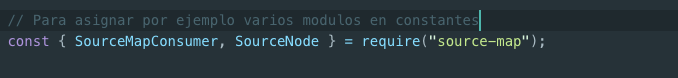 // Para asignar por ejemplo varios modulos en constantes
const { SourceMapConsumer, SourceNode } = require("source-map");